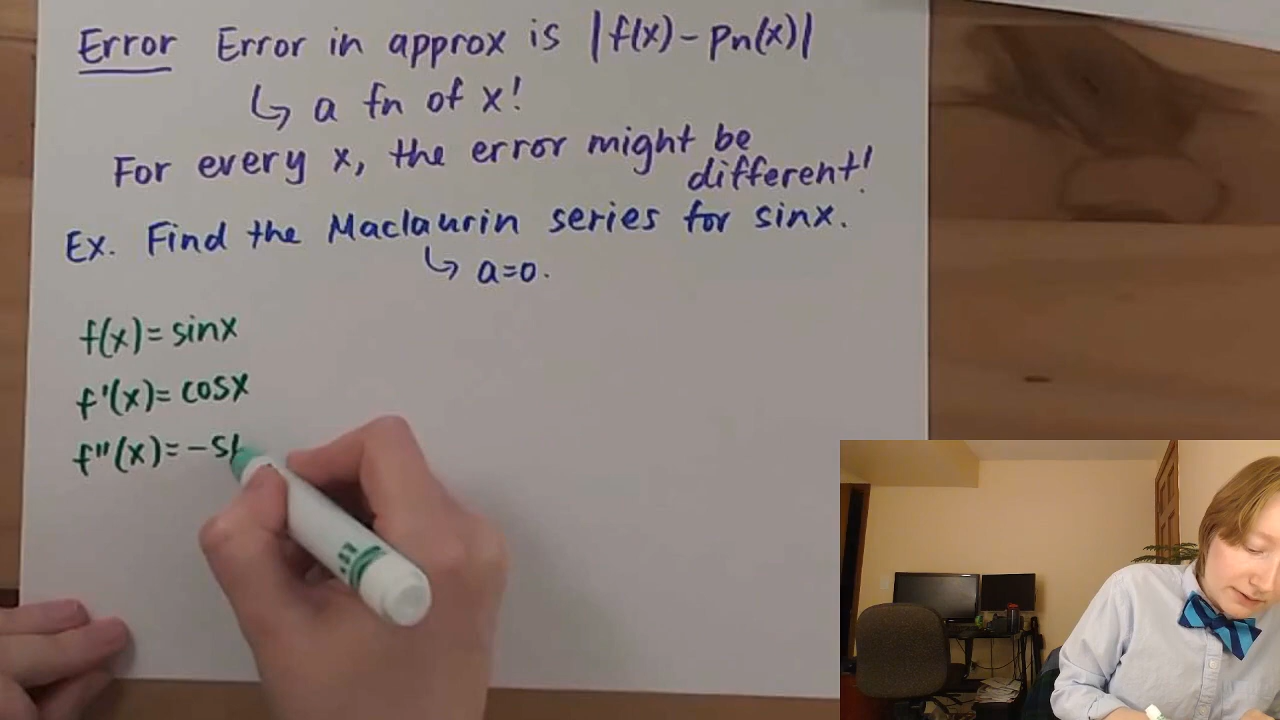 Error Error in approx is |f(x) - pn(x)|
↳ a fn of x!
For every x, the error might be
different!
Ex. Find the Maclaurin series for sinx.
↳ a=0.
f(x)= sinx
f'(x)= cosx
f"(x)= -si